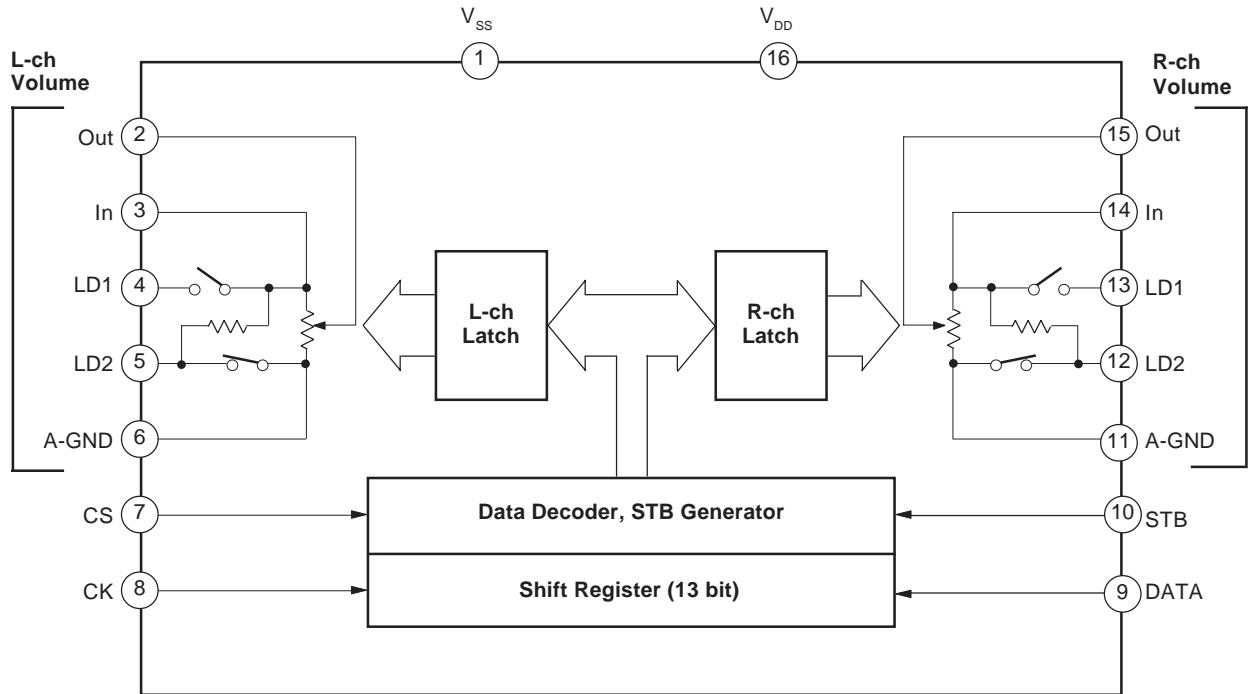 V_SS
V_DD
1
16
L-ch
Volume
R-ch
Volume
Out
2
15
Out
In
3
14
In
LD1
4
13
LD1
L-ch
Latch
R-ch
Latch
LD2
5
12
LD2
A-GND
6
11
A-GND
CS
7
Data Decoder, STB Generator
10
STB
CK
8
Shift Register (13 bit)
9
DATA